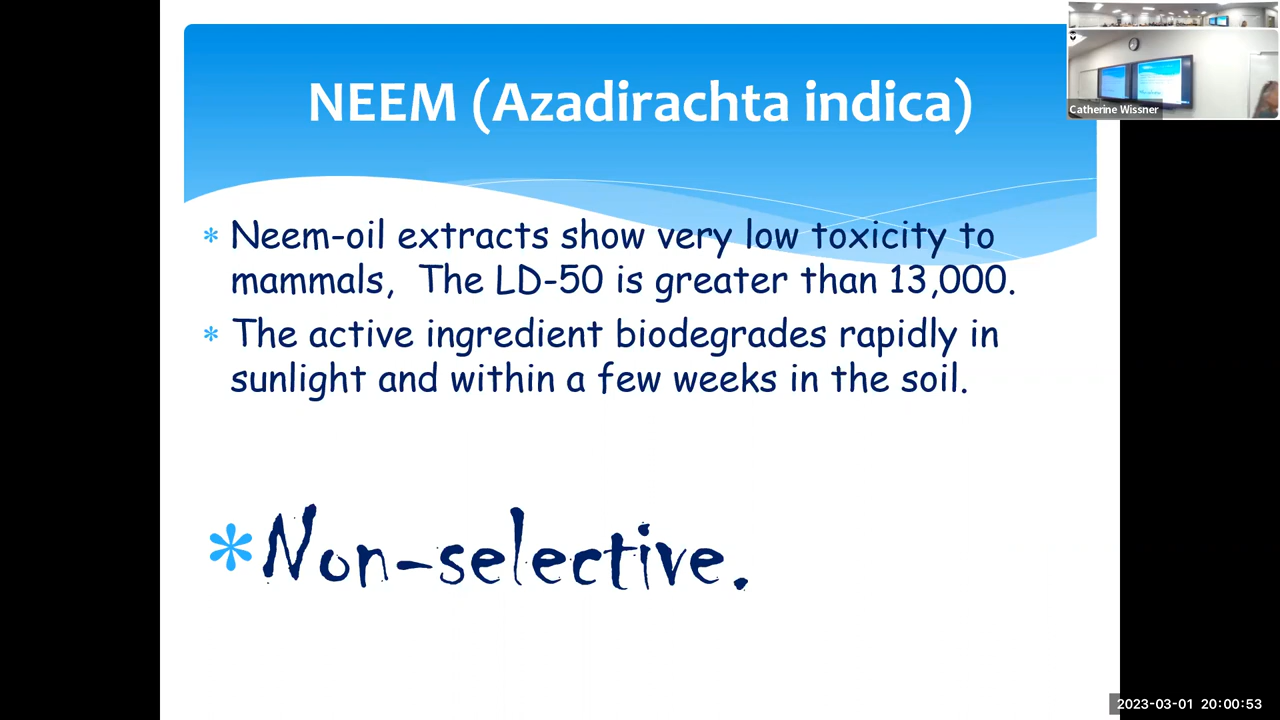 NEEM (Azadirachta indica)
Catherine Wissner
* Neem-oil extracts show very low toxicity to
mammals, The LD-50 is greater than 13,000.
* The active ingredient biodegrades rapidly in
sunlight and within a few weeks in the soil.
*Non-selective.
2023-03-01 20:00:53